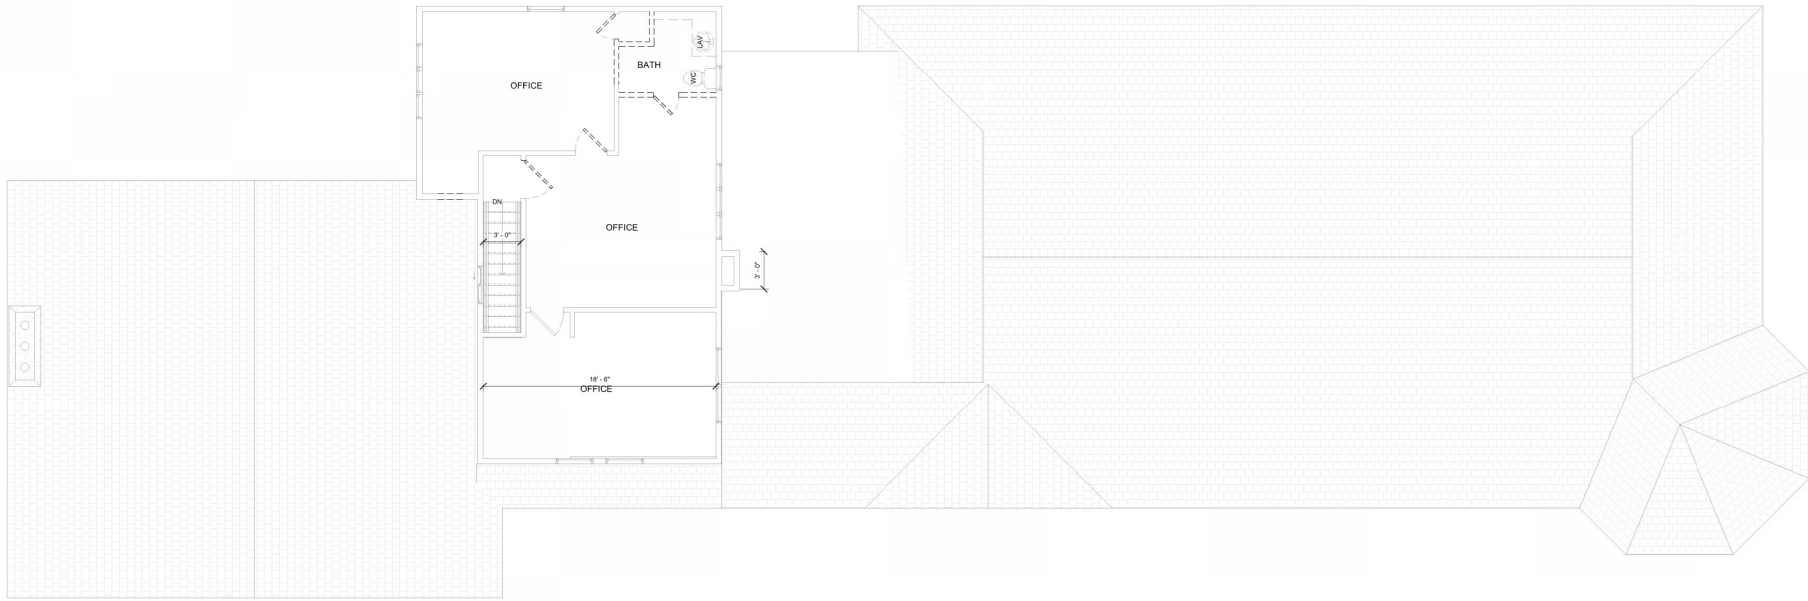 LAV
BATH
WC
OFFICE
DN
OFFICE
3' - 0"
3' - 0"
18' - 6"
OFFICE